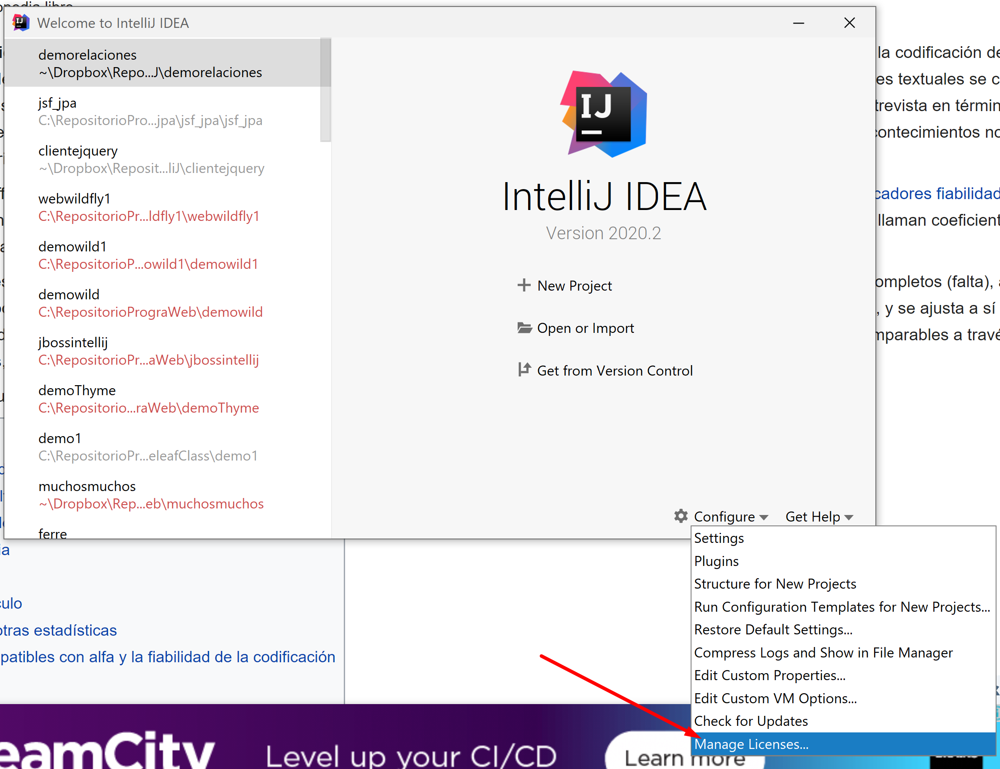 Welcome to IntelliJ IDEA
demorelaciones
~\Dropbox\Repo...J\demorelaciones
jsf_jpa
C:\RepositorioPro...jpa\jsf_jpa\jsf_jpa
clientejquery
~\Dropbox\Reposit...liJ\clientejquery
webwildfly1
C:\RepositorioPr...ldfly1\webwildfly1
demowild1
C:\RepositorioP...owild1\demowild1
demowild
C:\RepositorioPrograWeb\demowild
jbossintellij
C:\RepositorioPr...aWeb\jbossintellij
demoThyme
C:\Repositorio...raWeb\demoThyme
demo1
C:\RepositorioPr...eleafClass\demo1
muchosmuchos
~\Dropbox\Rep...eb\muchosmuchos
ferre
IJ
IntelliJ IDEA
Version 2020.2
New Project
Open or Import
Get from Version Control
Configure
Get Help
Settings
Plugins
Structure for New Projects
Run Configuration Templates for New Projects...
Restore Default Settings...
Compress Logs and Show in File Manager
Edit Custom Properties...
Edit Custom VM Options...
Check for Updates
Manage Licenses...
la codificación de
es textuales se c
trevista en términ
contecimientos no
cadores fiabilidad
llaman coeficient
ompletos (falta), a
, y se ajusta a sí
mparables a travé
ia
culo
otras estadísticas
patibles con alfa y la fiabilidad de la codificación
eamCity
Level up your CI/CD
Learn more